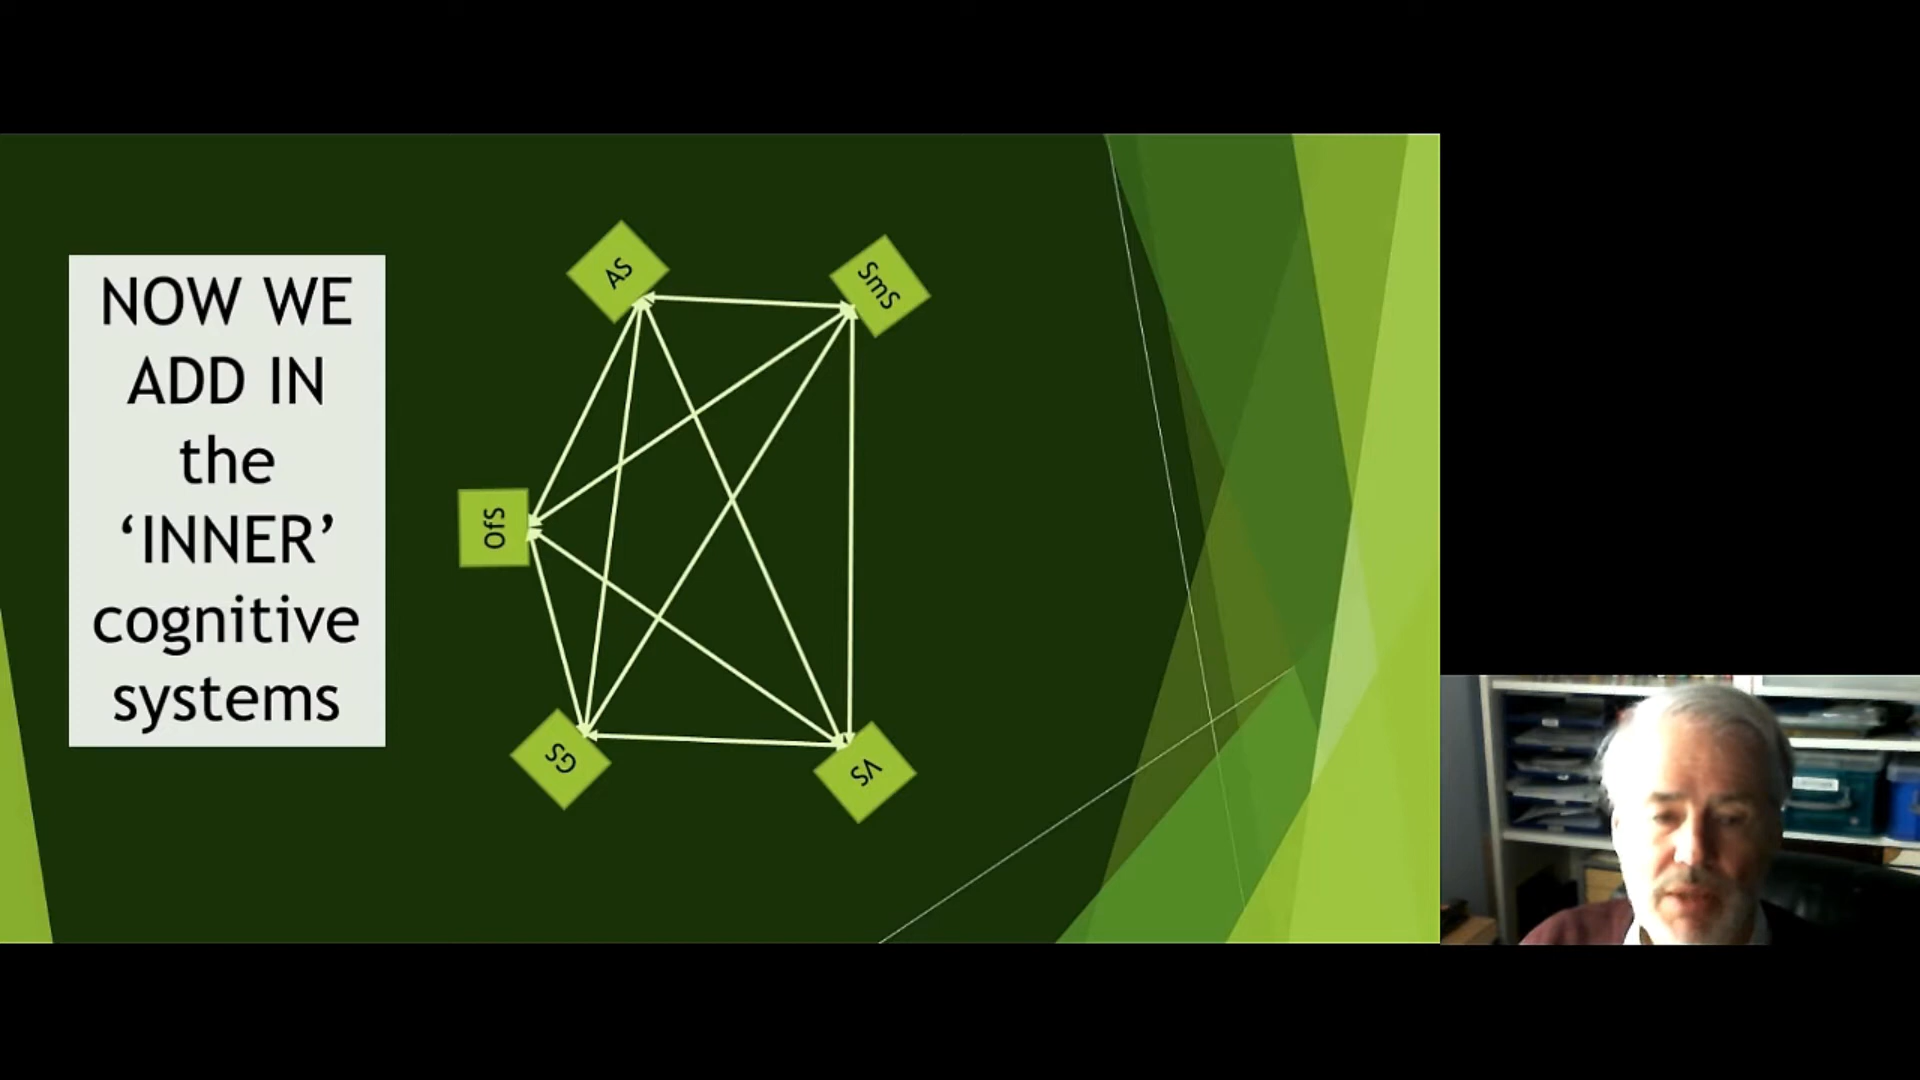 NOW WE
ADD IN
the
‘INNER’
cognitive
systems
AS
SmS
OfS
GS
VS